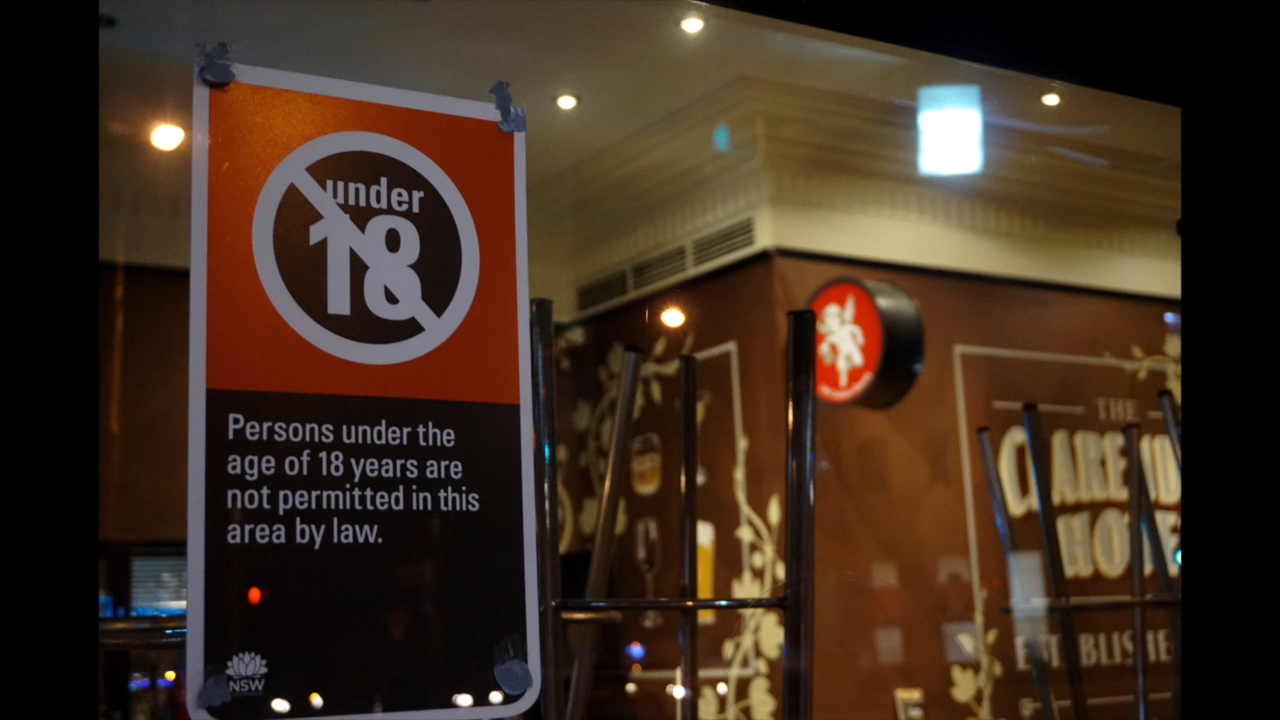 under
18
Persons under the
age of 18 years are
not permitted in this
area by law.
NSW
THE